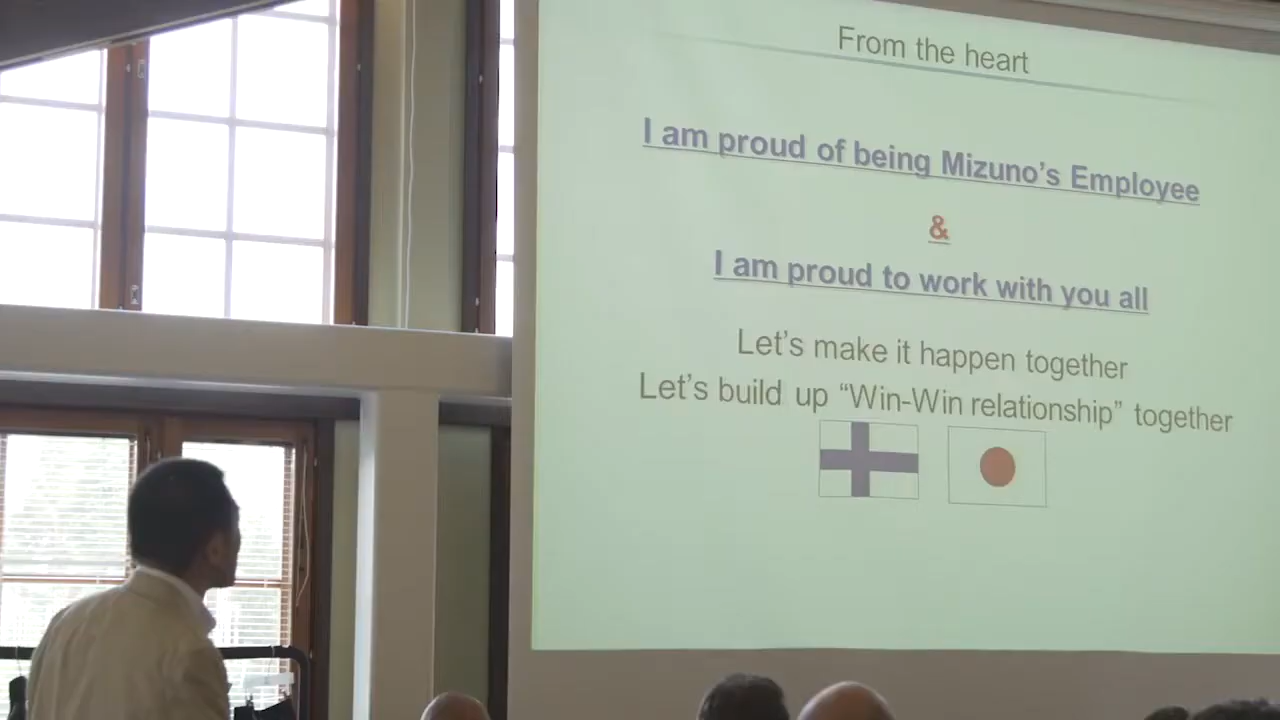 From the heart
I am proud of being Mizuno's Employee
&
I am proud to work with you all
Let's make it happen together
Let's build up “Win-Win relationship” together